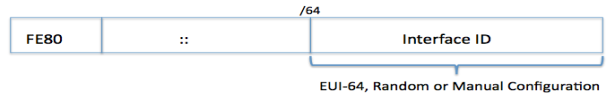 /64
FE80 :: Interface ID
EUI-64, Random or Manual Configuration